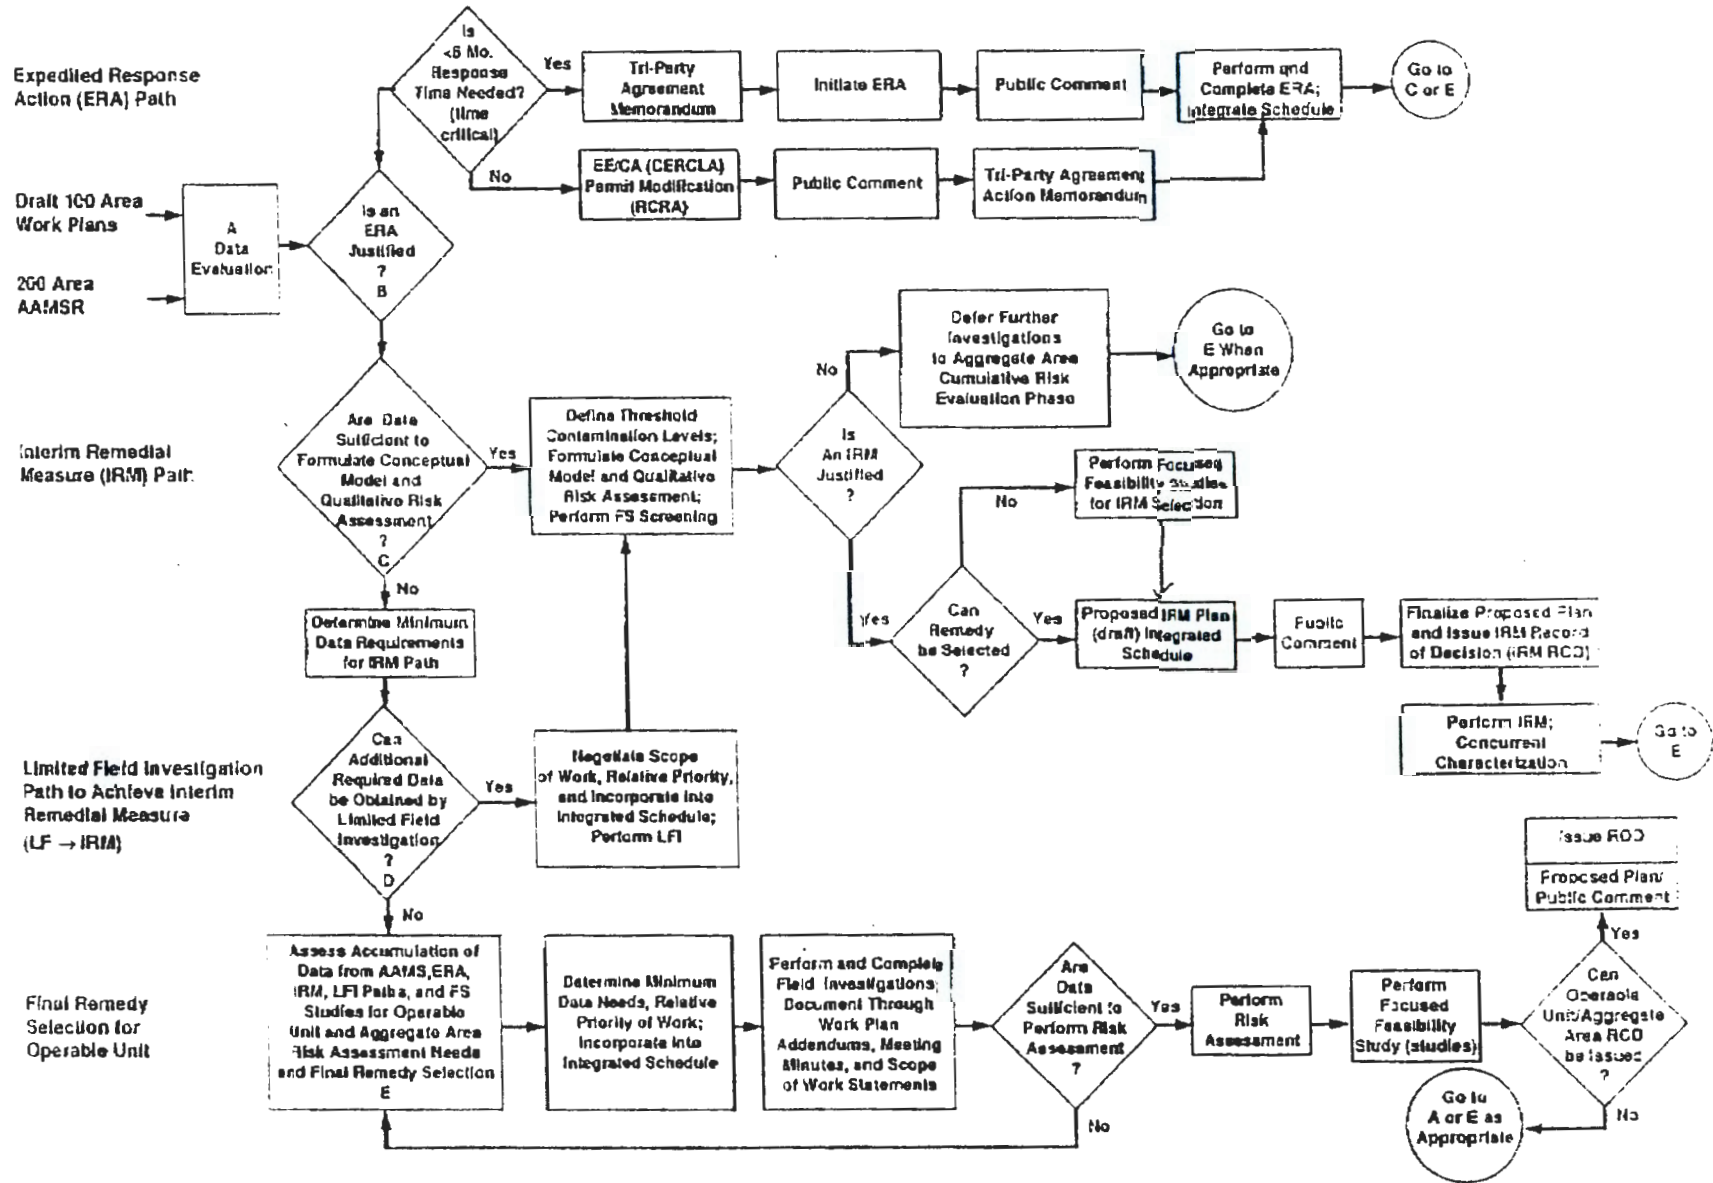 Expedited Response
Action (ERA) Path
Is
<6 Mo.
Response
Time Needed?
(time
critical)
Yes
No
Tri-Party
Agreement
Memorandum
Initiate ERA
Public Comment
Perform and
Complete ERA;
Integrate Schedule
Go to
C or E
EE/CA (CERCLA)
Permit Modification
(RCRA)
Public Comment
Tri-Party Agreement
Action Memorandum
Draft 100 Area
Work Plans
200 Area
AAMSR
A
Data
Evaluation
Is an
ERA
Justified
?
B
Interim Remedial
Measure (IRM) Path
Are Data
Sufficient to
Formulate Conceptual
Model and
Qualitative Risk
Assessment
?
C
Yes
No
Define Threshold
Contamination Levels;
Formulate Conceptual
Model and Qualitative
Risk Assessment;
Perform FS Screening
Is
An IRM
Justified
?
No
Yes
Defer Further
Investigations
to Aggregate Area
Cumulative Risk
Evaluation Phase
Go to
E When
Appropriate
Can
Remedy
be Selected
?
No
Yes
Perform Focused
Feasibility Studies
for IRM Selection
Proposed IRM Plan
(draft) Integrated
Schedule
Public
Comment
Finalize Proposed Plan
and Issue IRM Record
of Decision (IRM ROD)
Perform IRM;
Concurrent
Characterization
Go to
E
Determine Minimum
Data Requirements
for IRM Path
Limited Field Investigation
Path to Achieve Interim
Remedial Measure
(LF → IRM)
Can
Additional
Required Data
be Obtained by
Limited Field
Investigation
?
D
Yes
No
Negotiate Scope
of Work, Relative Priority,
and Incorporate into
Integrated Schedule;
Perform LFI
Final Remedy
Selection for
Operable Unit
Assess Accumulation of
Data from AAMS,ERA,
IRM, LFI Paths, and FS
Studies for Operable
Unit and Aggregate Area
Risk Assessment Needs
and Final Remedy Selection
E
Determine Minimum
Data Needs, Relative
Priority of Work;
Incorporate into
Integrated Schedule
Perform and Complete
Field Investigations;
Document Through
Work Plan
Addendums, Meeting
Minutes, and Scope
of Work Statements
Are
Data
Sufficient to
Perform Risk
Assessment
?
Yes
No
Perform
Risk
Assessment
Perform
Focused
Feasibility
Study (studies)
Can
Operable
Unit/Aggregate
Area ROD
be Issued
?
Yes
No
Issue ROD
Proposed Plan/
Public Comment
Go to
A or E as
Appropriate